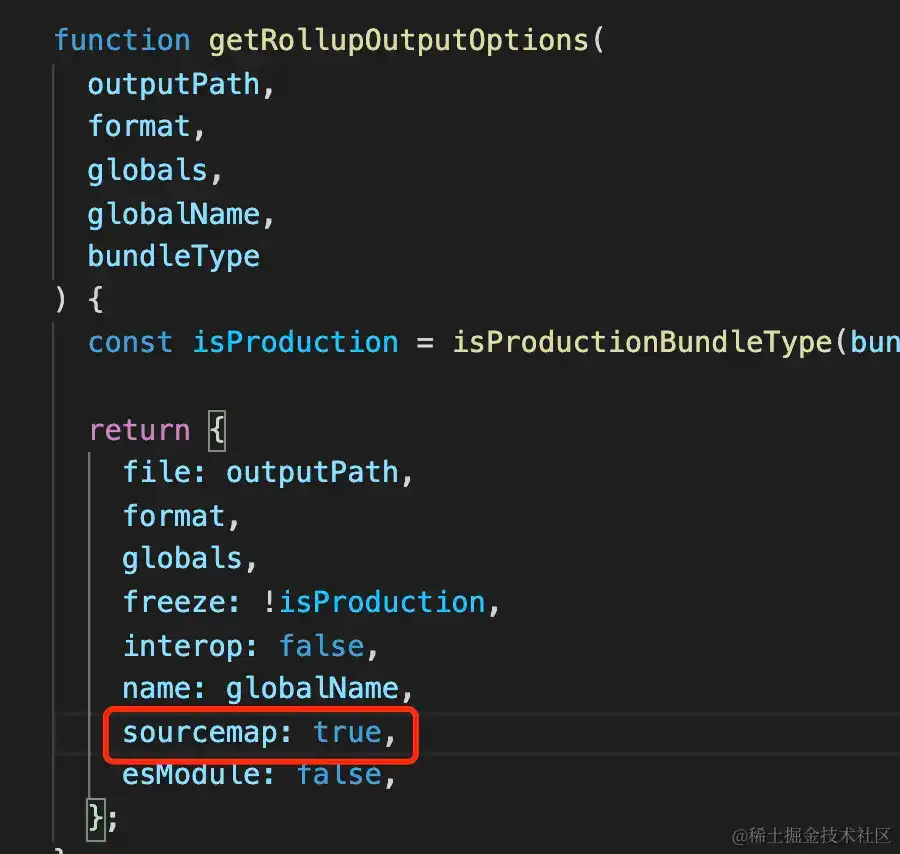 function getRollupOutputOptions(
  outputPath,
  format,
  globals,
  globalName,
  bundleType
) {
  const isProduction = isProductionBundleType(bun
  return {
    file: outputPath,
    format,
    globals,
    freeze: !isProduction,
    interop: false,
    name: globalName,
    sourcemap: true,
    esModule: false,
  };
@稀土掘金技术社区